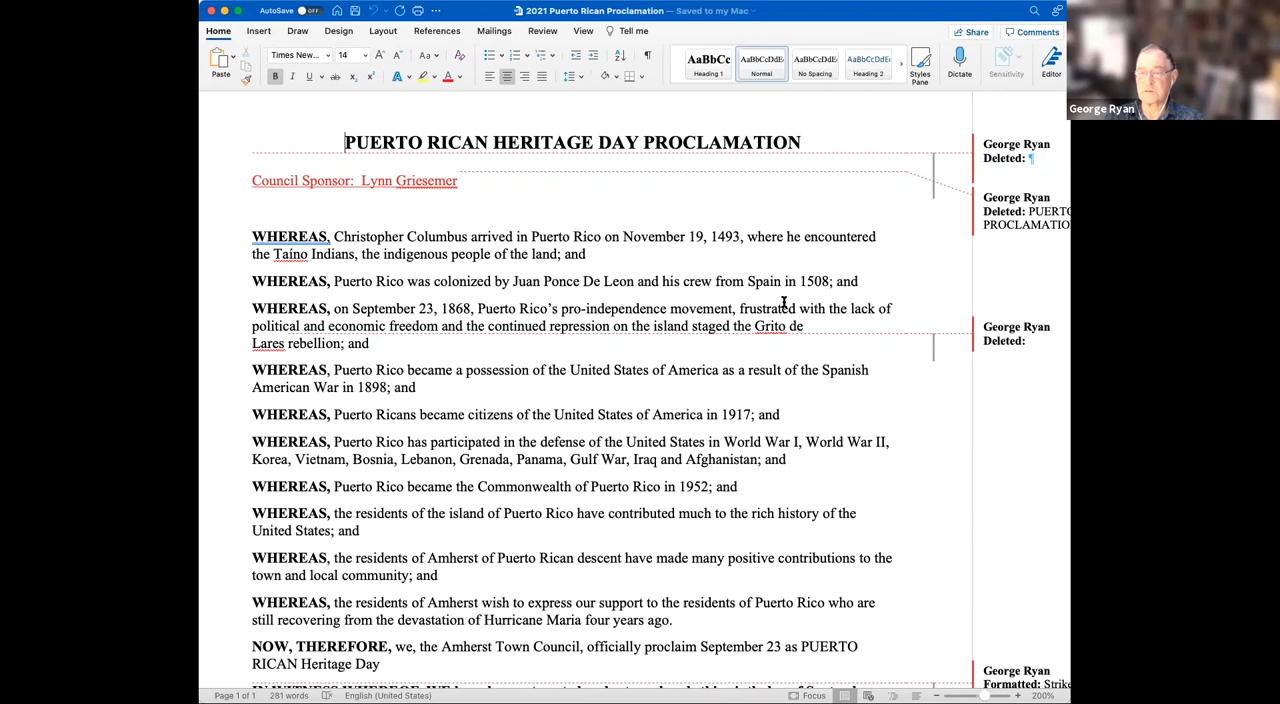 AutoSave OFF
2021 Puerto Rican Proclamation — Saved to my Mac
Home Insert Draw Design Layout References Mailings Review View Tell me
Share Comments
Paste
Times New... 14
Aa
AaBbCc Heading 1
AaBbCcDdE Normal
AaBbCcDdE No Spacing
AaBbCcDdE Heading 2
Styles Pane
Dictate
Sensitivity
Editor
George Ryan
PUERTO RICAN HERITAGE DAY PROCLAMATION
Council Sponsor: Lynn Griesemer
WHEREAS, Christopher Columbus arrived in Puerto Rico on November 19, 1493, where he encountered
the Taíno Indians, the indigenous people of the land; and
WHEREAS, Puerto Rico was colonized by Juan Ponce De Leon and his crew from Spain in 1508; and
WHEREAS, on September 23, 1868, Puerto Rico’s pro-independence movement, frustrated with the lack of
political and economic freedom and the continued repression on the island staged the Grito de
Lares rebellion; and
WHEREAS, Puerto Rico became a possession of the United States of America as a result of the Spanish
American War in 1898; and
WHEREAS, Puerto Ricans became citizens of the United States of America in 1917; and
WHEREAS, Puerto Rico has participated in the defense of the United States in World War I, World War II,
Korea, Vietnam, Bosnia, Lebanon, Grenada, Panama, Gulf War, Iraq and Afghanistan; and
WHEREAS, Puerto Rico became the Commonwealth of Puerto Rico in 1952; and
WHEREAS, the residents of the island of Puerto Rico have contributed much to the rich history of the
United States; and
WHEREAS, the residents of Amherst of Puerto Rican descent have made many positive contributions to the
town and local community; and
WHEREAS, the residents of Amherst wish to express our support to the residents of Puerto Rico who are
still recovering from the devastation of Hurricane Maria four years ago.
NOW, THEREFORE, we, the Amherst Town Council, officially proclaim September 23 as PUERTO
RICAN Heritage Day
George Ryan
Deleted: ¶
George Ryan
Deleted: PUERTO
PROCLAMATIO
George Ryan
Deleted:
George Ryan
Formatted: Strike
Page 1 of 1 281 words English (United States) Focus 200%